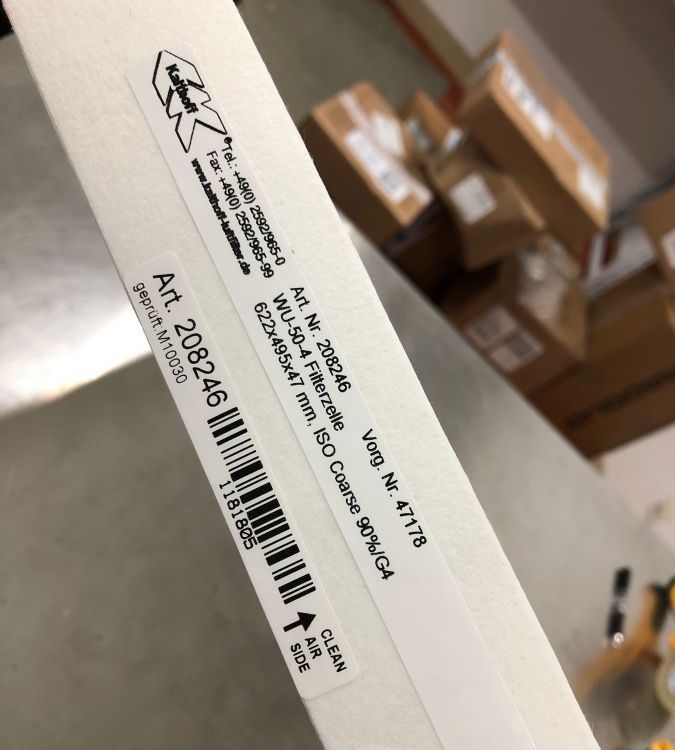 Kalthoff
®
Tel.: +49(0) 2592/965-0
Fax: +49(0) 2592/965-99
www.kalthoff-luftfilter.de
Art. Nr. 208246
Vorg. Nr. 47178
WU-50-4 Filterzelle
622x495x47 mm, ISO Coarse 90%/G4
Art. 208246
geprüft: M10030
1181805
CLEAN
AIR
SIDE